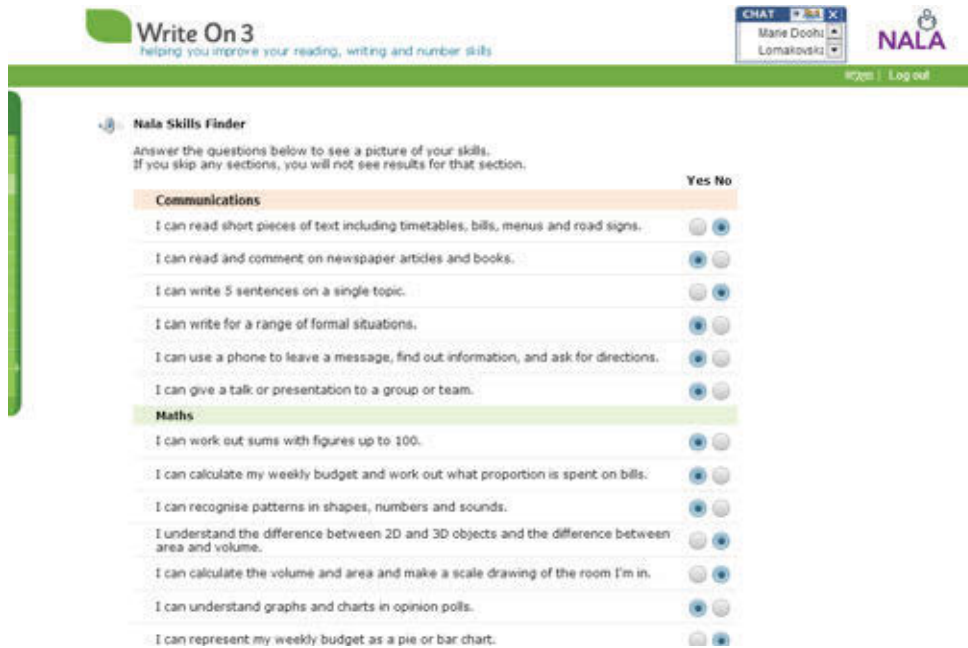 Write On 3
helping you improve your reading, writing and number skills
CHAT
Marie Dooha
Lomakovska
NALA
Log out
Nala Skills Finder
Answer the questions below to see a picture of your skills.
If you skip any sections, you will not see results for that section.
Yes No
Communications
I can read short pieces of text including timetables, bills, menus and road signs.
I can read and comment on newspaper articles and books.
I can write 5 sentences on a single topic.
I can write for a range of formal situations.
I can use a phone to leave a message, find out information, and ask for directions.
I can give a talk or presentation to a group or team.
Maths
I can work out sums with figures up to 100.
I can calculate my weekly budget and work out what proportion is spent on bills.
I can recognise patterns in shapes, numbers and sounds.
I understand the difference between 2D and 3D objects and the difference between
area and volume.
I can calculate the volume and area and make a scale drawing of the room I'm in.
I can understand graphs and charts in opinion polls.
I can represent my weekly budget as a pie or bar chart.